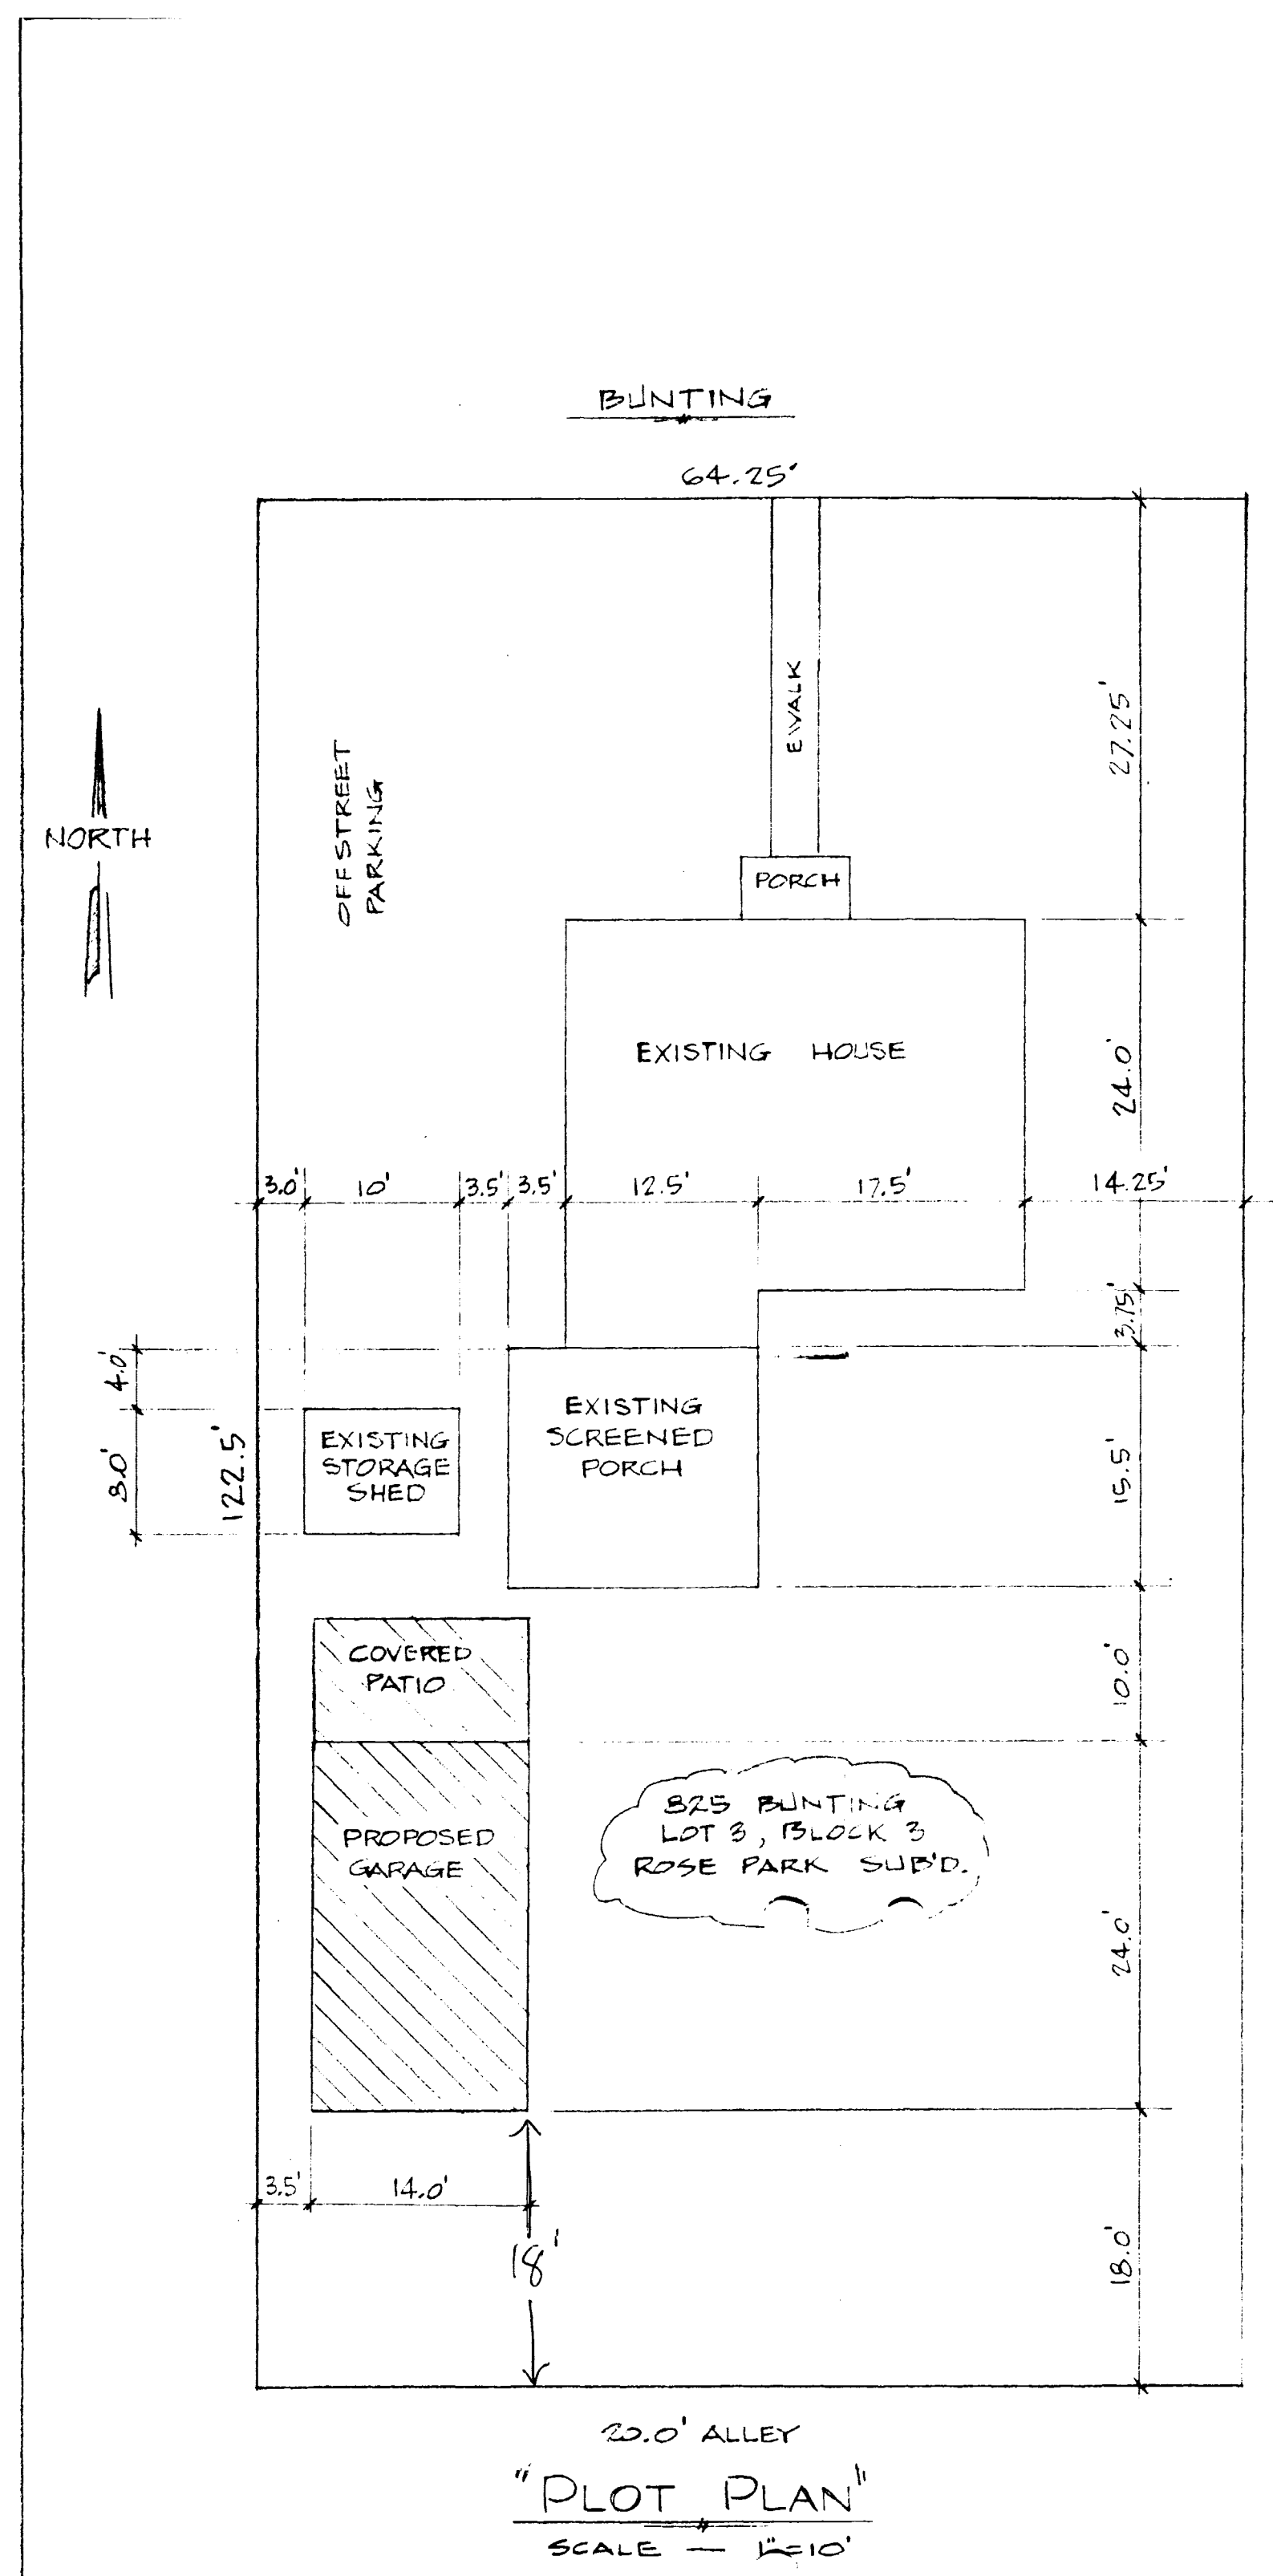 BUNTING
64.25'
EWALK
27.25'
OFFSTREET
PARKING
NORTH
PORCH
EXISTING HOUSE
24.0'
3.0'
10'
3.5'
3.5'
12.5'
17.5'
14.25'
3.75'
4.0'
8.0'
122.5'
EXISTING
STORAGE
SHED
EXISTING
SCREENED
PORCH
15.5'
COVERED
PATIO
10.0'
PROPOSED
GARAGE
825 BUNTING
LOT 3, BLOCK 3
ROSE PARK SUB'D.
24.0'
3.5'
14.0'
18'
18.0'
20.0' ALLEY
"PLOT PLAN"
SCALE — 1"=10'